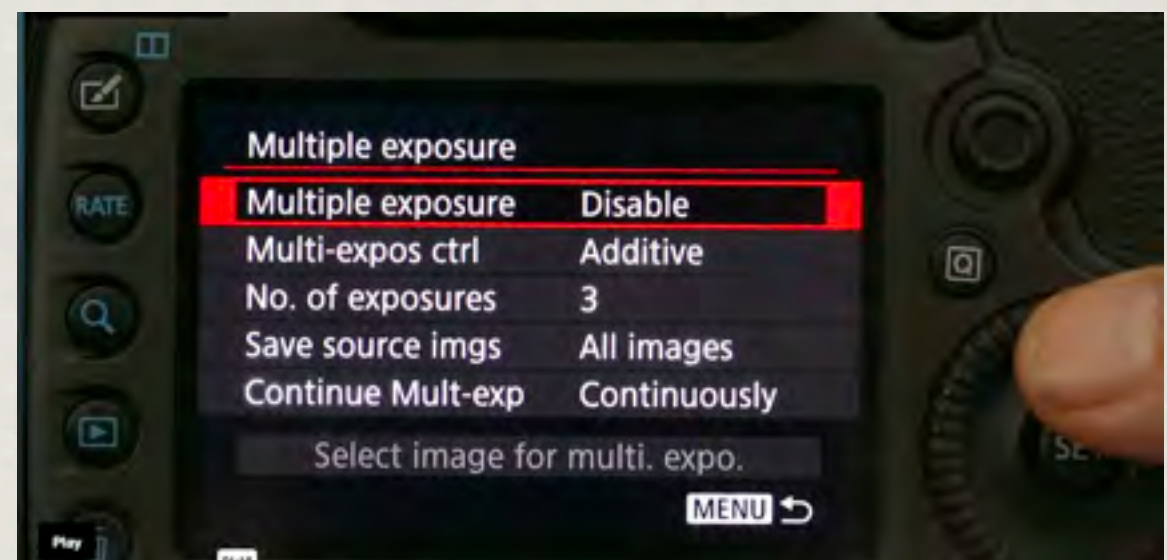 Multiple exposure
Multiple exposure Disable
Multi-expos ctrl Additive
No. of exposures 3
Save source imgs All images
Continue Mult-exp Continuously
Select image for multi. expo.
MENU
RATE
Q
Play